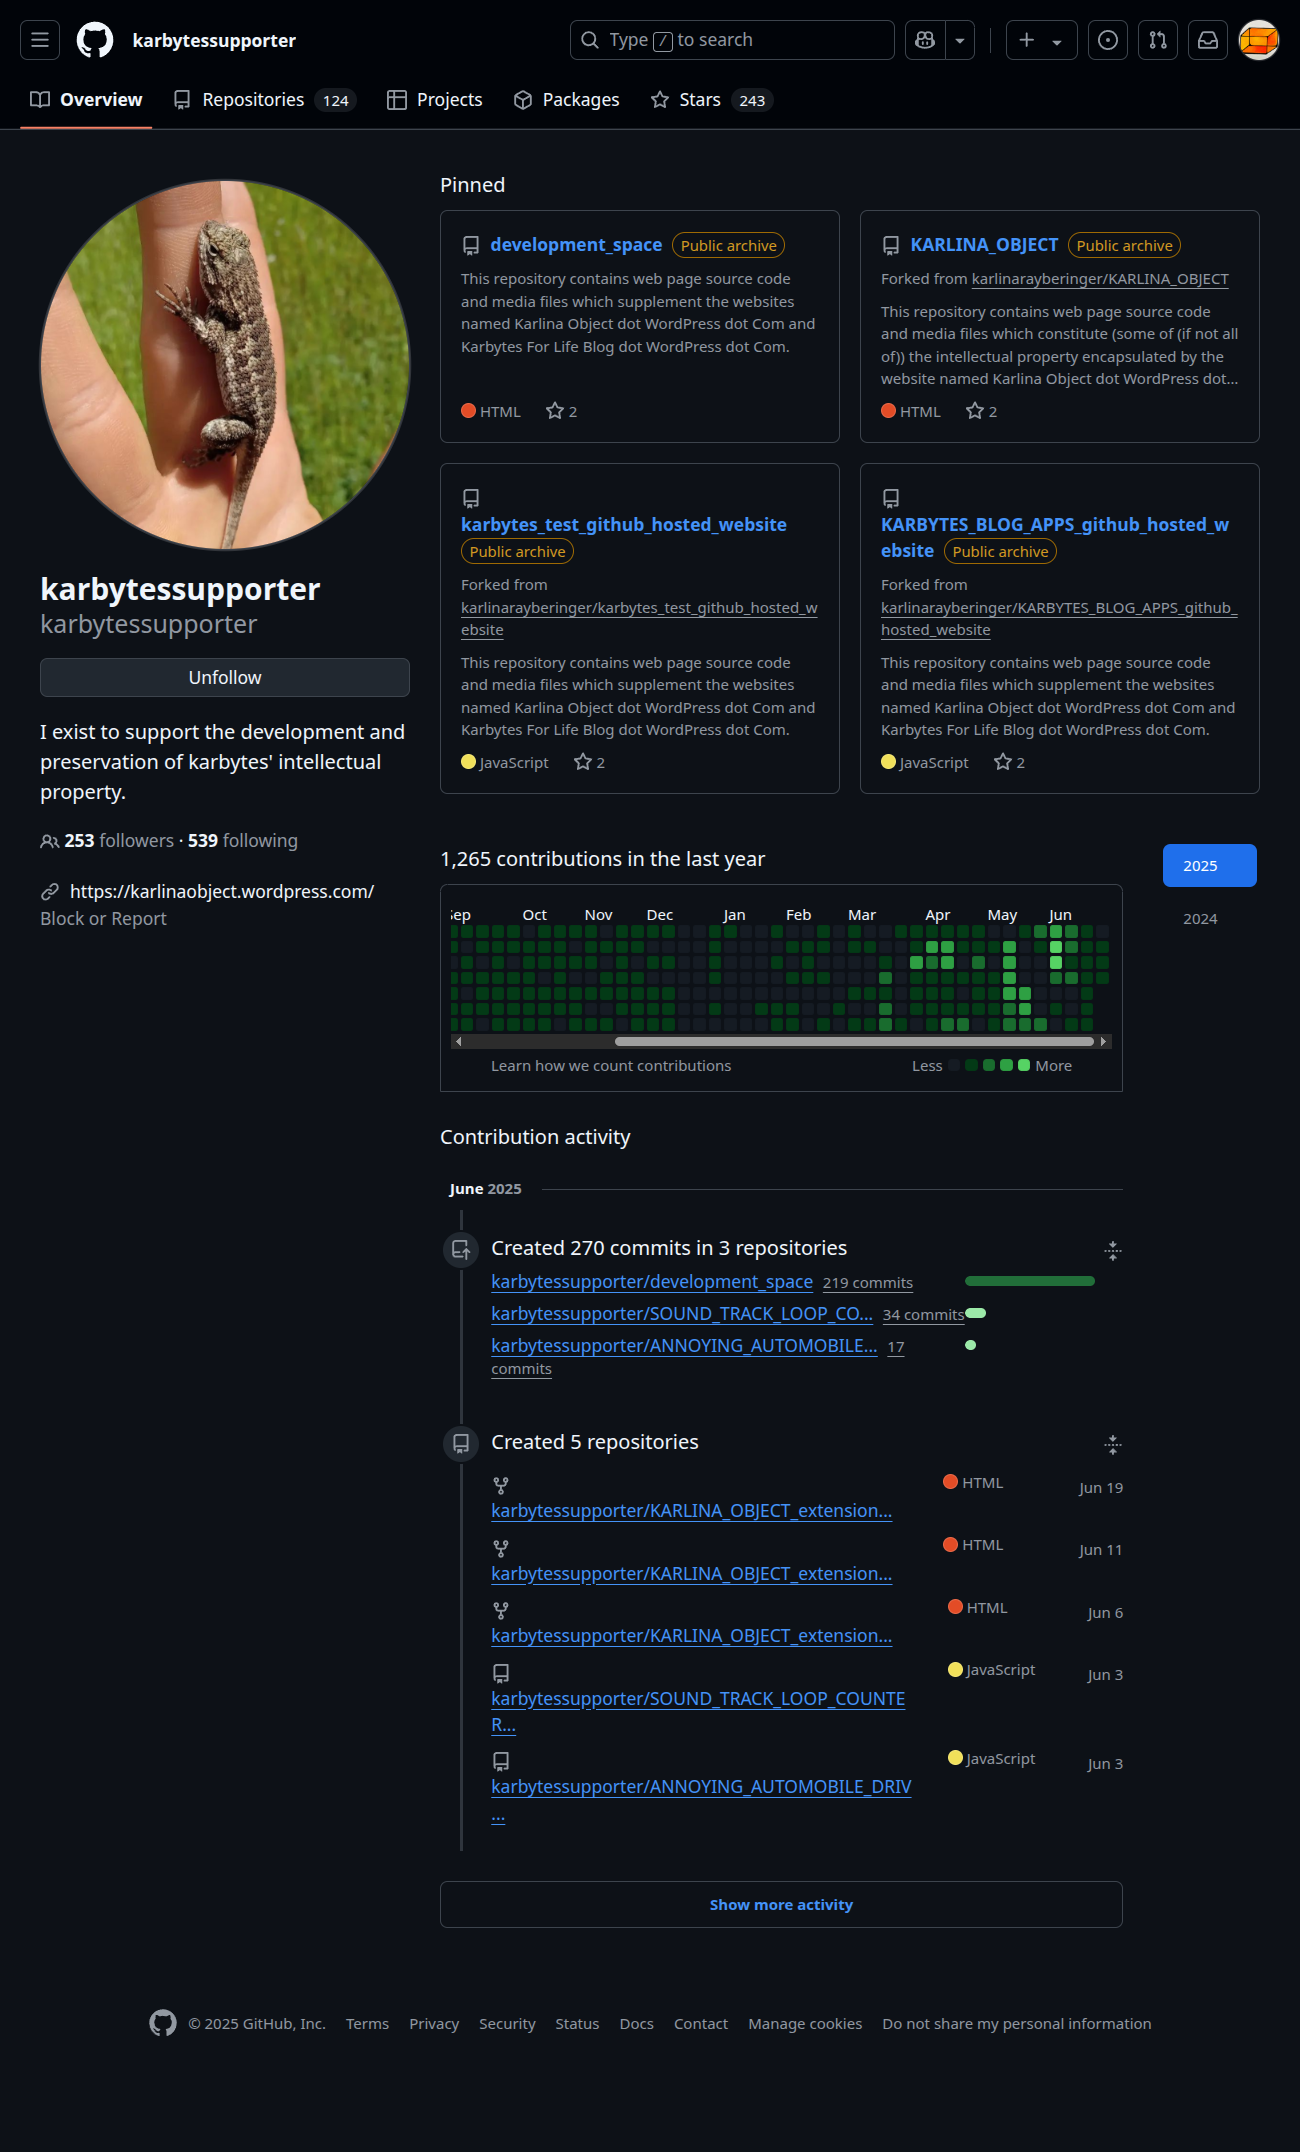 karbytessupporter
Type / to search
Overview
Repositories 124
Projects
Packages
Stars 243
karbytessupporter
karbytessupporter
Unfollow
I exist to support the development and
preservation of karbytes' intellectual
property.
253 followers · 539 following
https://karlinaobject.wordpress.com/
Block or Report
Pinned
development_space Public archive
This repository contains web page source code
and media files which supplement the websites
named Karlina Object dot WordPress dot Com and
Karbytes For Life Blog dot WordPress dot Com.
HTML 2
KARLINA_OBJECT Public archive
Forked from karlinarayberinger/KARLINA_OBJECT
This repository contains web page source code
and media files which constitute (some of (if not all
of)) the intellectual property encapsulated by the
website named Karlina Object dot WordPress dot...
HTML 2
karbytes_test_github_hosted_website
Public archive
Forked from
karlinarayberinger/karbytes_test_github_hosted_w
ebsite
This repository contains web page source code
and media files which supplement the websites
named Karlina Object dot WordPress dot Com and
Karbytes For Life Blog dot WordPress dot Com.
JavaScript 2
KARBYTES_BLOG_APPS_github_hosted_w
ebsite Public archive
Forked from
karlinarayberinger/KARBYTES_BLOG_APPS_github_
hosted_website
This repository contains web page source code
and media files which supplement the websites
named Karlina Object dot WordPress dot Com and
Karbytes For Life Blog dot WordPress dot Com.
JavaScript 2
1,265 contributions in the last year
2025
2024
Sep Oct Nov Dec Jan Feb Mar Apr May Jun
Learn how we count contributions
Less More
Contribution activity
June 2025
Created 270 commits in 3 repositories
karbytessupporter/development_space 219 commits
karbytessupporter/SOUND_TRACK_LOOP_CO... 34 commits
karbytessupporter/ANNOYING_AUTOMOBILE... 17
commits
Created 5 repositories
HTML Jun 19
karbytessupporter/KARLINA_OBJECT_extension...
HTML Jun 11
karbytessupporter/KARLINA_OBJECT_extension...
HTML Jun 6
karbytessupporter/KARLINA_OBJECT_extension...
JavaScript Jun 3
karbytessupporter/SOUND_TRACK_LOOP_COUNTE
R...
JavaScript Jun 3
karbytessupporter/ANNOYING_AUTOMOBILE_DRIV
...
Show more activity
© 2025 GitHub, Inc. Terms Privacy Security Status Docs Contact Manage cookies Do not share my personal information